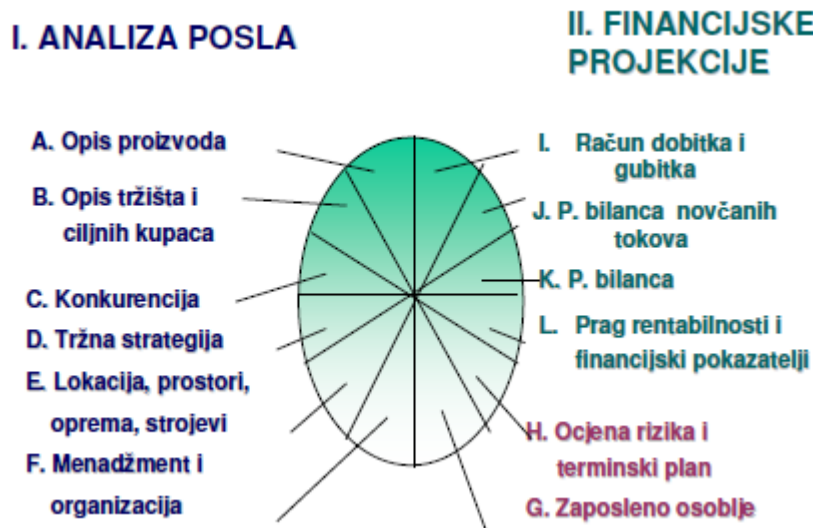 I. ANALIZA POSLA
A. Opis proizvoda
B. Opis tržišta i
ciljnih kupaca
C. Konkurencija
D. Tržna strategija
E. Lokacija, prostori,
oprema, strojevi
F. Menadžment i
organizacija
II. FINANCIJSKE
PROJEKCIJE
I. Račun dobitka i
gubitka
J. P. bilanca novčanih
tokova
K. P. bilanca
L. Prag rentabilnosti i
financijski pokazatelji
H. Ocjena rizika i
terminski plan
G. Zaposleno osoblje